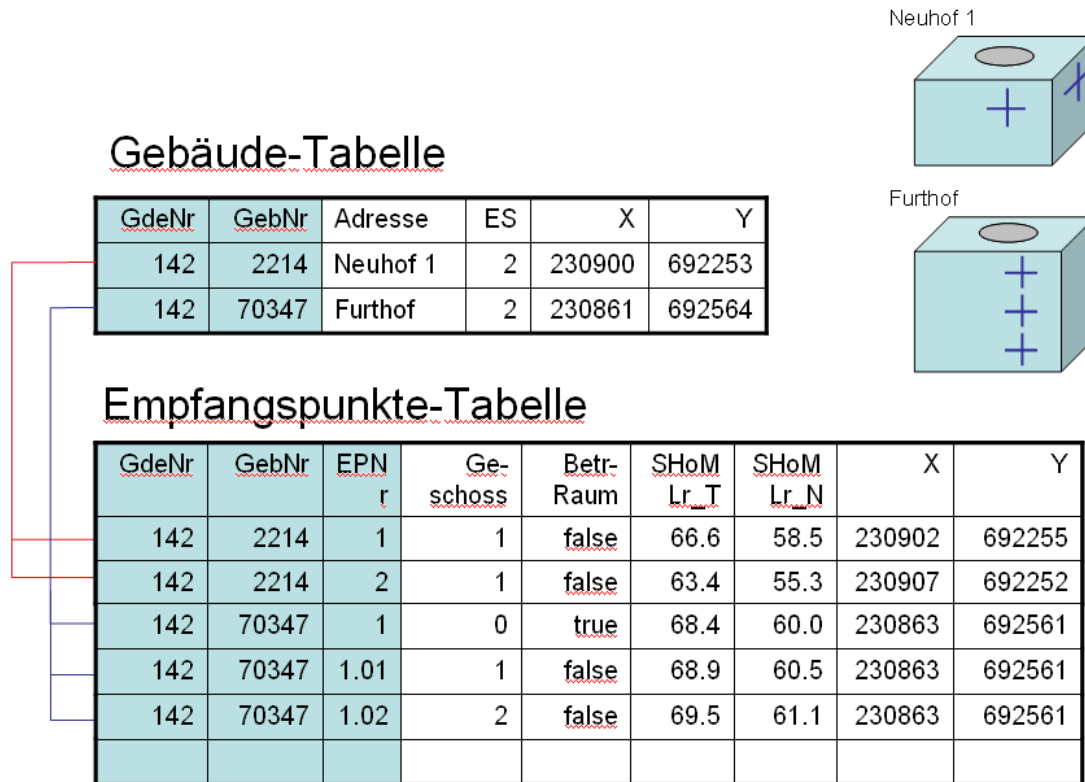 Neuhof 1
Gebäude-Tabelle
Furthof
GdeNr GebNr Adresse ES X Y
142 2214 Neuhof 1 2 230900 692253
142 70347 Furthof 2 230861 692564
Empfangspunkte-Tabelle
GdeNr GebNr EPN Ge- Betr- SHoM SHoM X Y
r schoss Raum Lr_T Lr_N
142 2214 1 1 false 66.6 58.5 230902 692255
142 2214 2 1 false 63.4 55.3 230907 692252
142 70347 1 0 true 68.4 60.0 230863 692561
142 70347 1.01 1 false 68.9 60.5 230863 692561
142 70347 1.02 2 false 69.5 61.1 230863 692561